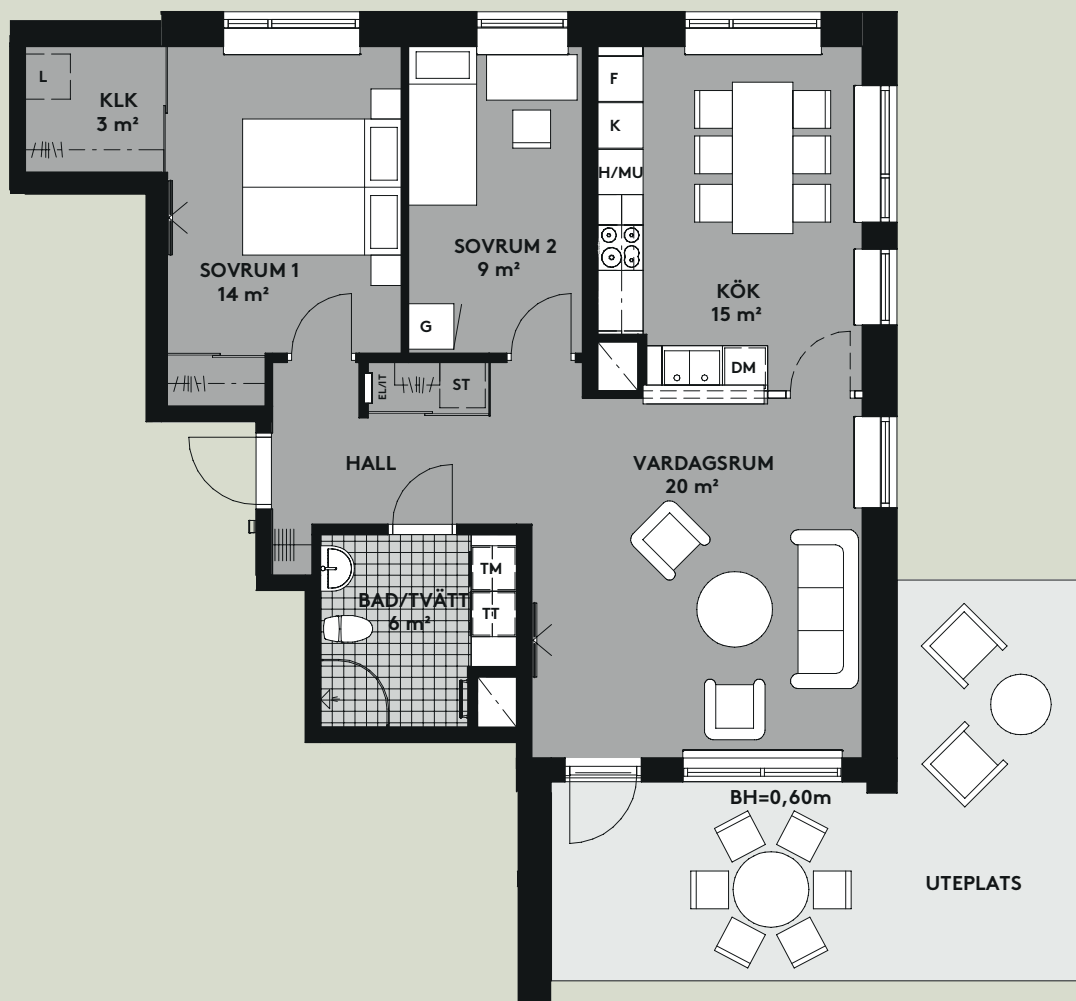 L
KLK
3 m²
F
K
H/MU
SOVRUM 1
14 m²
SOVRUM 2
9 m²
KÖK
15 m²
G
DM
EL/IT
ST
HALL
VARDAGSRUM
20 m²
TM
BAD/TVÄTT
6 m²
TT
BH=0,60m
UTEPLATS